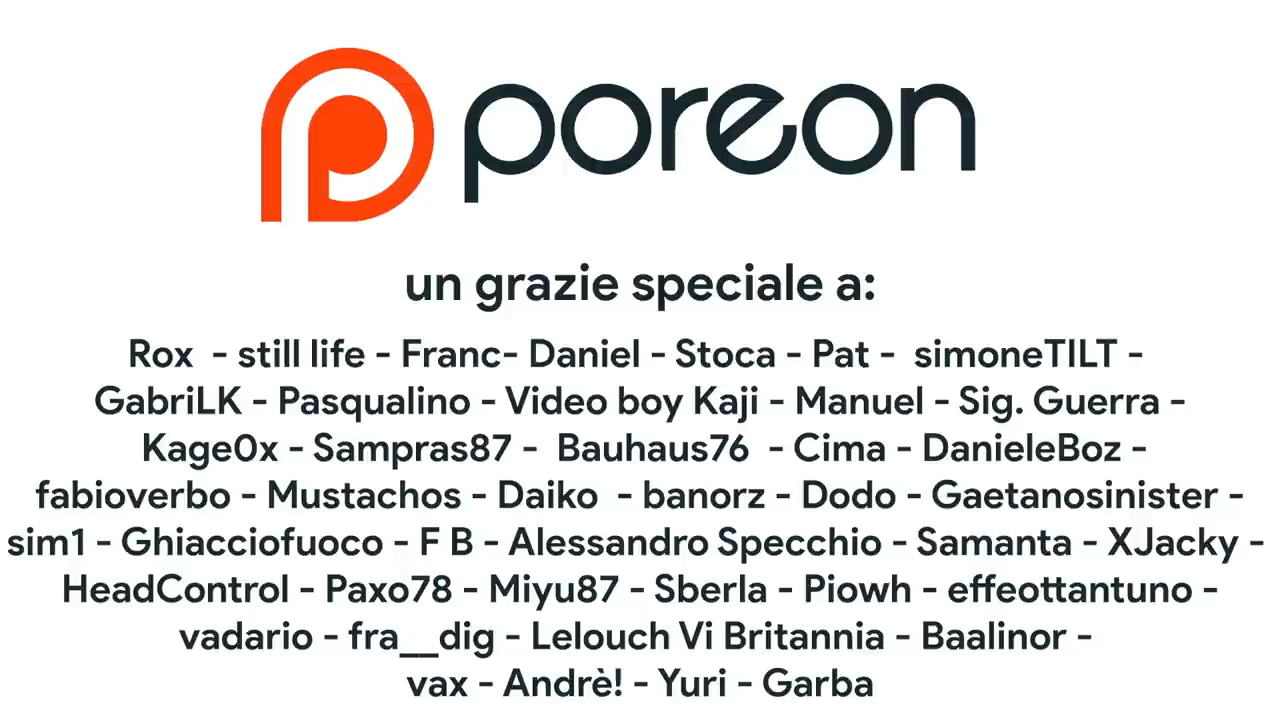 poreon
un grazie speciale a:
Rox - still life - Franc- Daniel - Stoca - Pat - simoneTILT -
GabriLK - Pasqualino - Video boy Kaji - Manuel - Sig. Guerra -
Kage0x - Sampras87 - Bauhaus76 - Cima - DanieleBoz -
fabioverbo - Mustachos - Daiko - banorz - Dodo - Gaetanosinister -
sim1 - Ghiacciofuoco - F B - Alessandro Specchio - Samanta - XJacky -
HeadControl - Paxo78 - Miyu87 - Sberla - Piowh - effeottantuno -
vadario - fra__dig - Lelouch Vi Britannia - Baalinor -
vax - Andrè! - Yuri - Garba